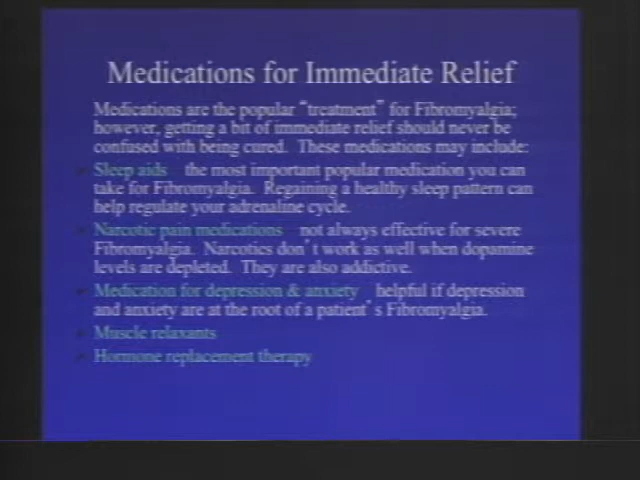 Medications for Immediate Relief
Medications are the popular “treatment” for Fibromyalgia;
however, getting a bit of immediate relief should never be
confused with being cured. These medications may include:
Sleep aids the most important popular medication you can
take for Fibromyalgia. Regaining a healthy sleep pattern can
help regulate your adrenaline cycle.
Narcotic pain medications not always effective for severe
Fibromyalgia. Narcotics don’t work as well when dopamine
levels are depleted. They are also addictive.
Medication for depression & anxiety helpful if depression
and anxiety are at the root of a patient’s Fibromyalgia.
Muscle relaxants
Hormone replacement therapy